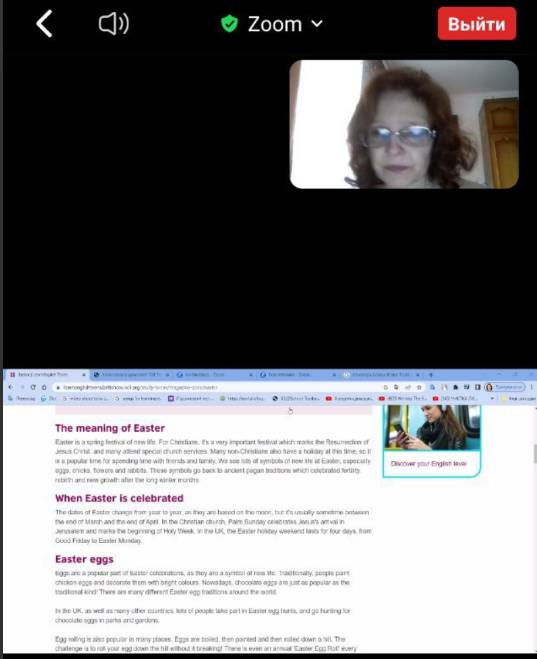 Zoom
Выйти
Discover your English level
The meaning of Easter
Easter is a spring festival of new life. For Christians, it's a very important festival which marks the Resurrection of
Jesus Christ, and many attend special church services. Many non-Christians also have a holiday at this time, so it
is a popular time for spending time with friends and family. We see lots of symbols of new life at Easter, especially
eggs, chicks, flowers and rabbits. These symbols go back to ancient pagan traditions which celebrated fertility,
rebirth and new growth after the long winter months.
When Easter is celebrated
The dates of Easter change from year to year, as they are based on the moon, but it's usually sometime between
the end of March and the end of April. In the Christian church, Palm Sunday celebrates Jesus's arrival in
Jerusalem and marks the beginning of Holy Week. In the UK, the Easter holiday weekend lasts for four days, from
Good Friday to Easter Monday.
Easter eggs
Eggs are a popular part of Easter celebrations, as they are a symbol of new life. Traditionally, people paint
chicken eggs and decorate them with bright colours. Nowadays, chocolate eggs are just as popular as the
traditional kind! There are many different Easter egg traditions around the world.
In the UK, as well as many other countries, lots of people take part in Easter egg hunts, and go hunting for
chocolate eggs in parks and gardens.
Egg rolling is also popular in many places. Eggs are boiled, then painted and then rolled down a hill. The
challenge is to roll your egg down the hill without it breaking! There is even an annual 'Easter Egg Roll' every